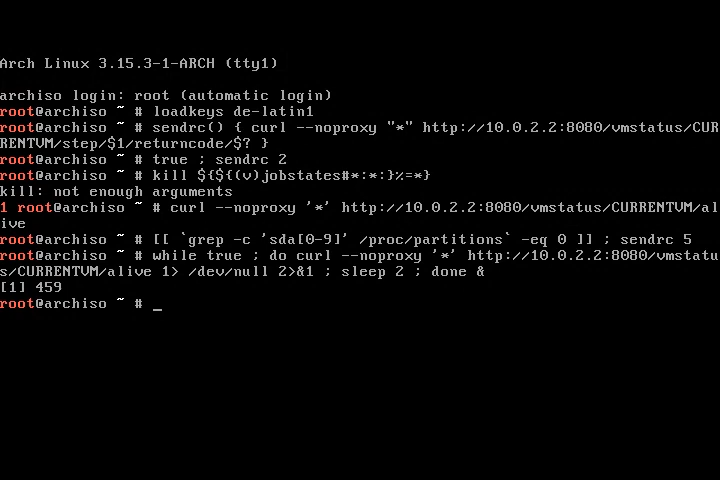 Arch Linux 3.15.3-1-ARCH (tty1)
archiso login: root (automatic login)
root@archiso ~ # loadkeys de-latin1
root@archiso ~ # sendrc() { curl --noproxy "*" http://10.0.2.2:8080/vmstatus/CUR
RENTVM/step/$1/returncode/$? }
root@archiso ~ # true ; sendrc 2
root@archiso ~ # kill ${${(v)jobstates#*:*:}%=*}
kill: not enough arguments
1 root@archiso ~ # curl --noproxy '*' http://10.0.2.2:8080/vmstatus/CURRENTVM/al
ive
root@archiso ~ # [[ `grep -c 'sda[0-9]' /proc/partitions` -eq 0 ]] ; sendrc 5
root@archiso ~ # while true ; do curl --noproxy '*' http://10.0.2.2:8080/vmstatu
s/CURRENTVM/alive 1> /dev/null 2>&1 ; sleep 2 ; done &
[1] 459
root@archiso ~ # _